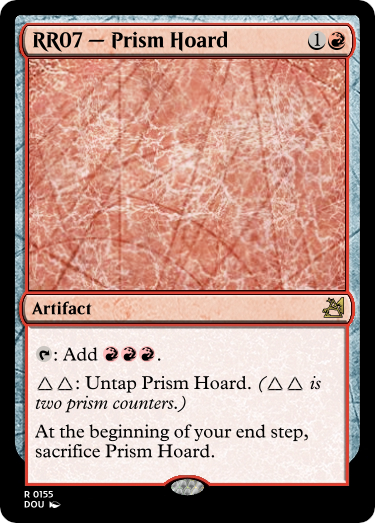 RR07 — Prism Hoard 1
Artifact
: Add .
△△: Untap Prism Hoard. (△△ is
two prism counters.)
At the beginning of your end step,
sacrifice Prism Hoard.
R 0155
DOU